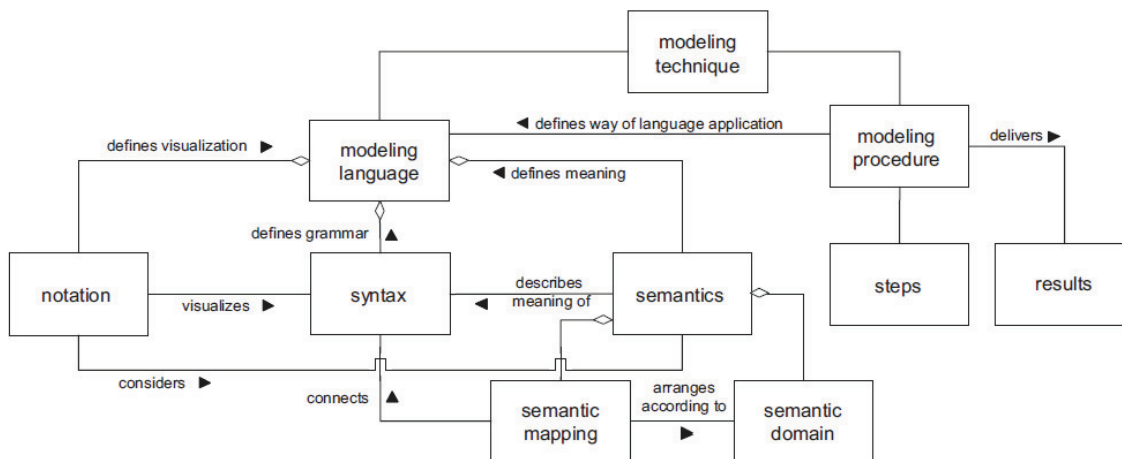 modeling
technique
defines way of language application
modeling
procedure
delivers
defines visualization
modeling
language
defines meaning
defines grammar
notation
visualizes
syntax
describes
meaning of
semantics
steps
results
considers
connects
semantic
mapping
arranges
according to
semantic
domain